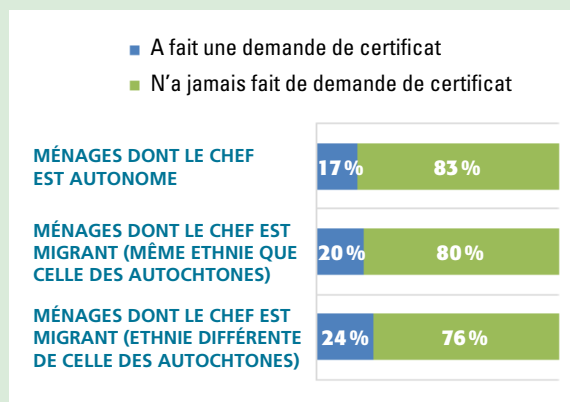 A fait une demande de certificat
N’a jamais fait de demande de certificat
MÉNAGES DONT LE CHEF
EST AUTONOME
17 % 83 %
MÉNAGES DONT LE CHEF EST
MIGRANT (MÊME ETHNIE QUE
CELLE DES AUTOCHTONES)
20 % 80 %
MÉNAGES DONT LE CHEF EST
MIGRANT (ETHNIE DIFFÉRENTE
DE CELLE DES AUTOCHTONES)
24 % 76 %